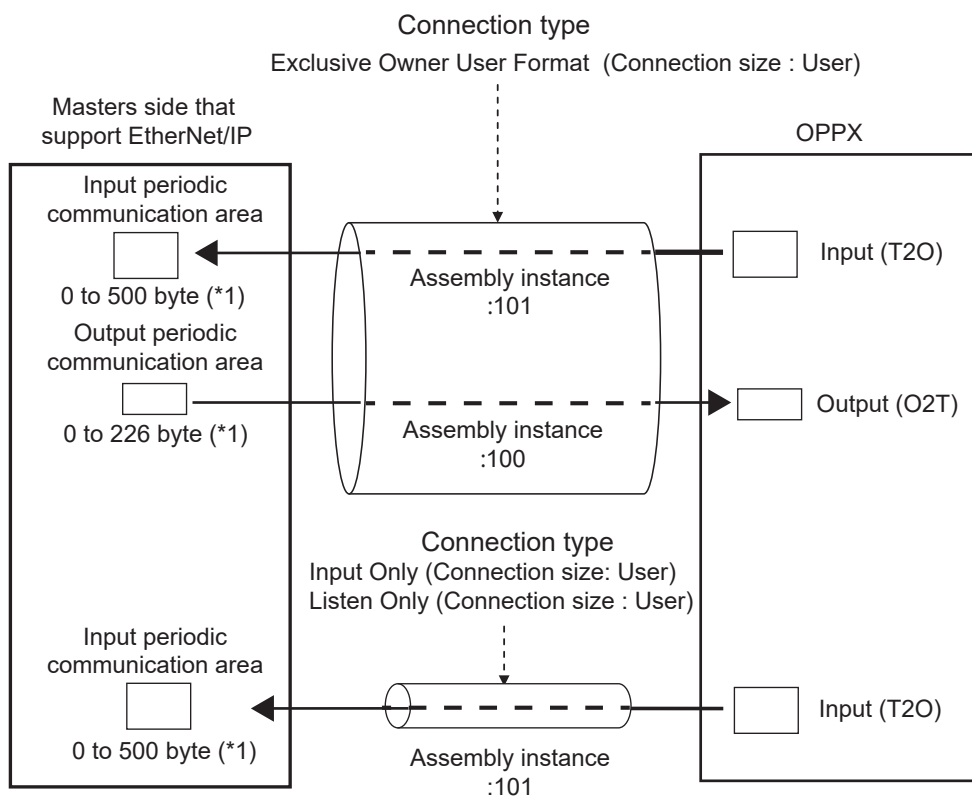 Connection type
Exclusive Owner User Format (Connection size : User)
Masters side that
support EtherNet/IP
OPPX
Input periodic
communication area
0 to 500 byte (*1)
Assembly instance
:101
Input (T2O)
Output periodic
communication area
0 to 226 byte (*1)
Assembly instance
:100
Output (O2T)
Connection type
Input Only (Connection size: User)
Listen Only (Connection size : User)
Input periodic
communication area
0 to 500 byte (*1)
Assembly instance
:101
Input (T2O)